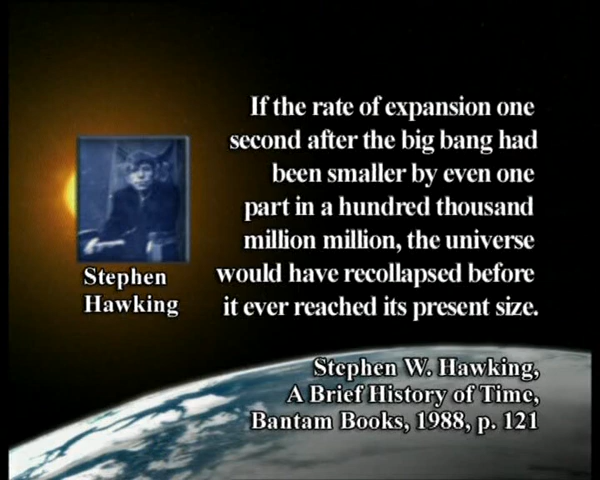 If the rate of expansion one
second after the big bang had
been smaller by even one
part in a hundred thousand
million million, the universe
would have recollapsed before
it ever reached its present size.
Stephen
Hawking
Stephen W. Hawking,
A Brief History of Time,
Bantam Books, 1988, p. 121